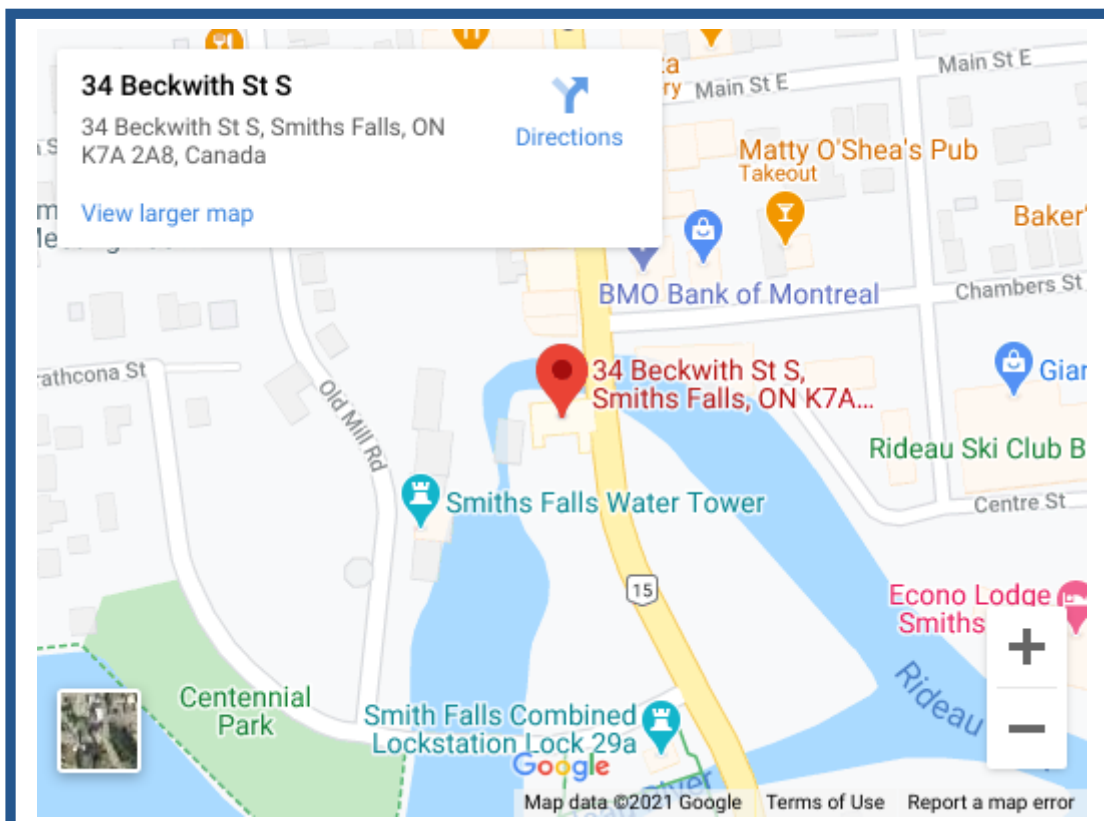 34 Beckwith St S
34 Beckwith St S, Smiths Falls, ON
K7A 2A8, Canada
Directions
View larger map
Main St E
Main St E
Matty O'Shea's Pub
Takeout
Baker'
BMO Bank of Montreal
Chambers St
34 Beckwith St S,
Smiths Falls, ON K7A...
Old Mill Rd
Rideau Ski Club B
Smiths Falls Water Tower
Centre St
15
Econo Lodge
Smiths
+
Rideau
−
Centennial
Park
Smith Falls Combined
Lockstation Lock 29a
Google
Map data ©2021 Google
Terms of Use
Report a map error